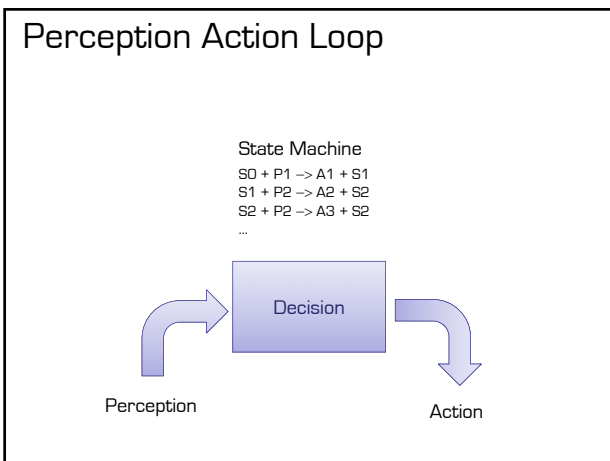 Perception Action Loop
State Machine
S0 + P1 –> A1 + S1
S1 + P2 –> A2 + S2
S2 + P2 –> A3 + S2
...
Decision
Perception
Action